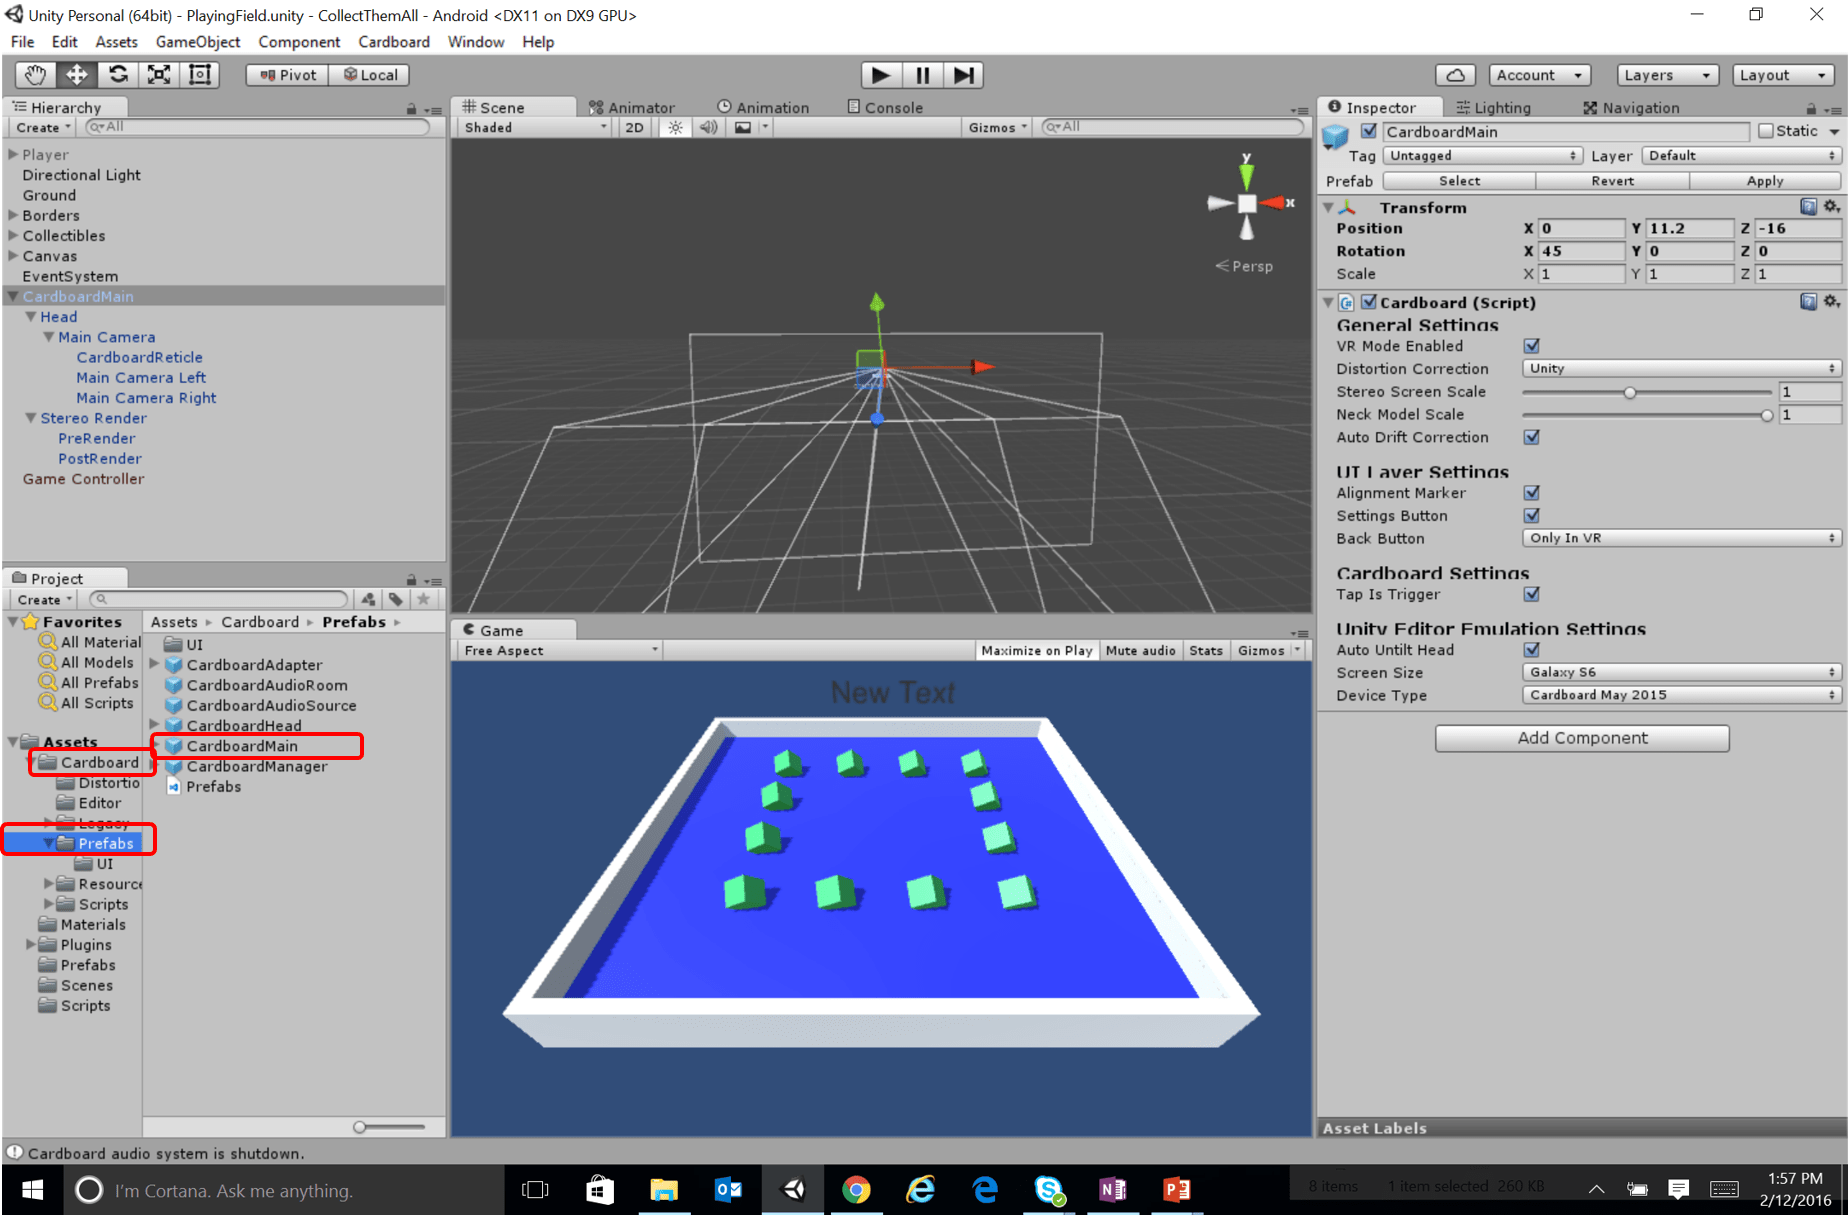 Unity Personal (64bit) - PlayingField.unity - CollectThemAll - Android <DX11 on DX9 GPU>
File Edit Assets GameObject Component Cardboard Window Help
Pivot Local Account Layers Layout
Hierarchy
Create All
Player
Directional Light
Ground
Borders
Collectibles
Canvas
EventSystem
CardboardMain
Head
Main Camera
CardboardReticle
Main Camera Left
Main Camera Right
Stereo Render
PreRender
PostRender
Game Controller
Scene Animator Animation Console
Shaded 2D Gizmos All
y
x
Persp
Project
Create
Favorites
All Material
All Models
All Prefabs
All Scripts
Assets
Cardboard
Distortio
Editor
Legacy
Prefabs
UI
Resource
Scripts
Materials
Plugins
Prefabs
Scenes
Scripts
Assets Cardboard Prefabs
UI
CardboardAdapter
CardboardAudioRoom
CardboardAudioSource
CardboardHead
CardboardMain
CardboardManager
Prefabs
Game
Free Aspect Maximize on Play Mute audio Stats Gizmos
New Text
Inspector Lighting Navigation
CardboardMain Static
Tag Untagged Layer Default
Prefab Select Revert Apply
Transform
Position X 0 Y 11.2 Z -16
Rotation X 45 Y 0 Z 0
Scale X 1 Y 1 Z 1
Cardboard (Script)
General Settings
VR Mode Enabled
Distortion Correction Unity
Stereo Screen Scale 1
Neck Model Scale 1
Auto Drift Correction
UI Layer Settings
Alignment Marker
Settings Button
Back Button Only In VR
Cardboard Settings
Tap Is Trigger
Unity Editor Emulation Settings
Auto Untilt Head
Screen Size Galaxy S6
Device Type Cardboard May 2015
Add Component
Asset Labels
Cardboard audio system is shutdown.
I'm Cortana. Ask me anything.
8 items 1 item selected 260 KB
1:57 PM
2/12/2016